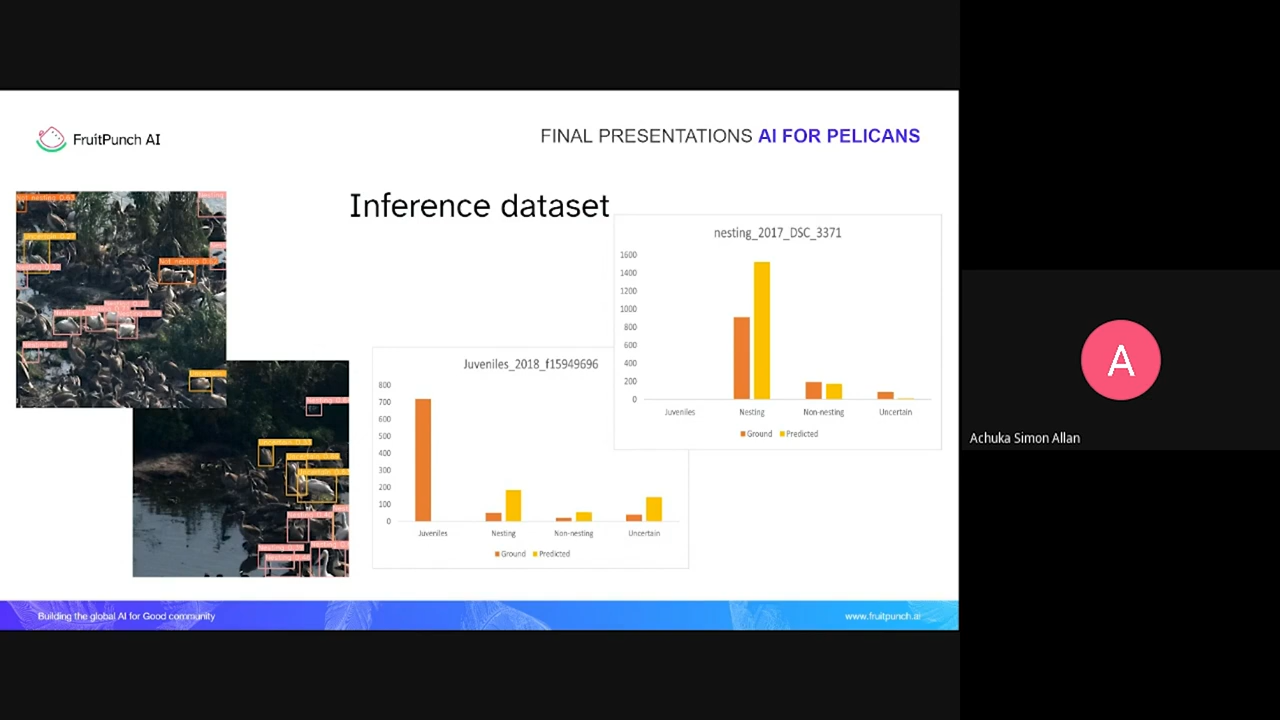 FruitPunch AI
FINAL PRESENTATIONS AI FOR PELICANS
Inference dataset
nesting_2017_DSC_3371
1600
1400
1200
1000
800
600
400
200
0
Juveniles Nesting Non-nesting Uncertain
Ground Predicted
Juveniles_2018_f15949696
800
700
600
500
400
300
200
100
0
Juveniles Nesting Non-nesting Uncertain
Ground Predicted
Building the global AI for Good community
www.fruitpunch.ai
A
Achuka Simon Allan